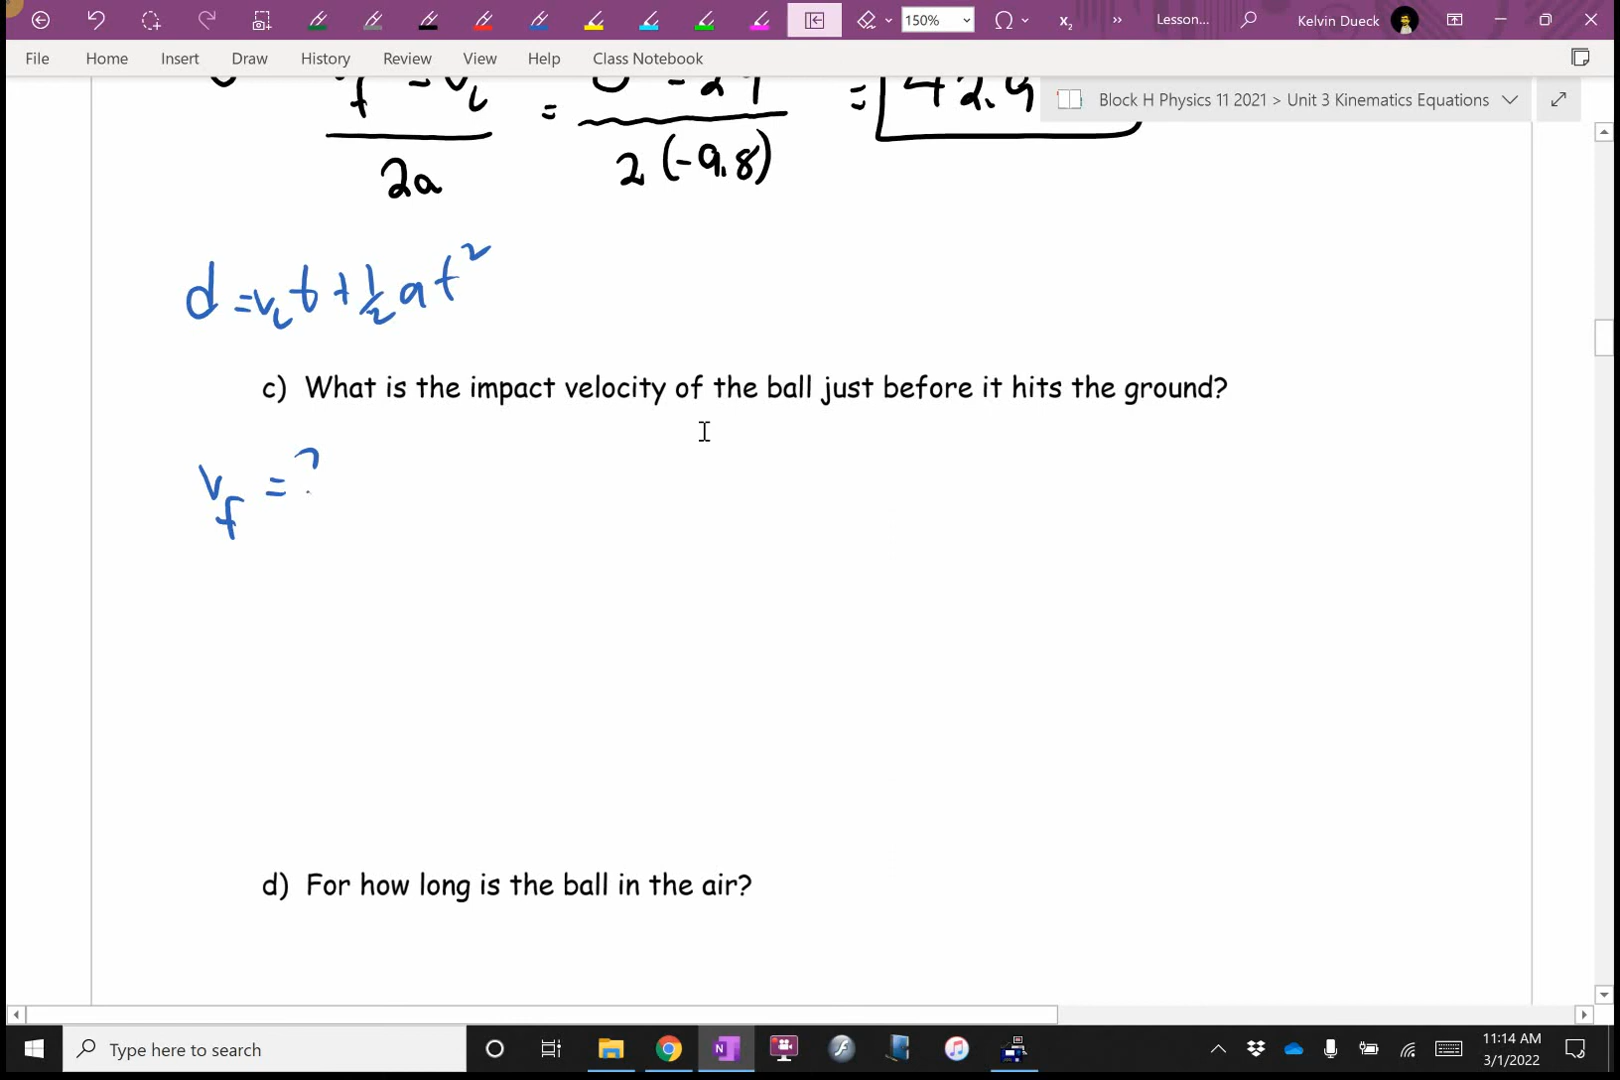 150%
x₂
Lesson...
Kelvin Dueck
File Home Insert Draw History Review View Help Class Notebook
Block H Physics 11 2021 > Unit 3 Kinematics Equations
= = 42.9
2a 2(-9.8)
d = vᵢt + ½at²
c) What is the impact velocity of the ball just before it hits the ground?
v_f = ?
d) For how long is the ball in the air?
Type here to search
11:14 AM
3/1/2022